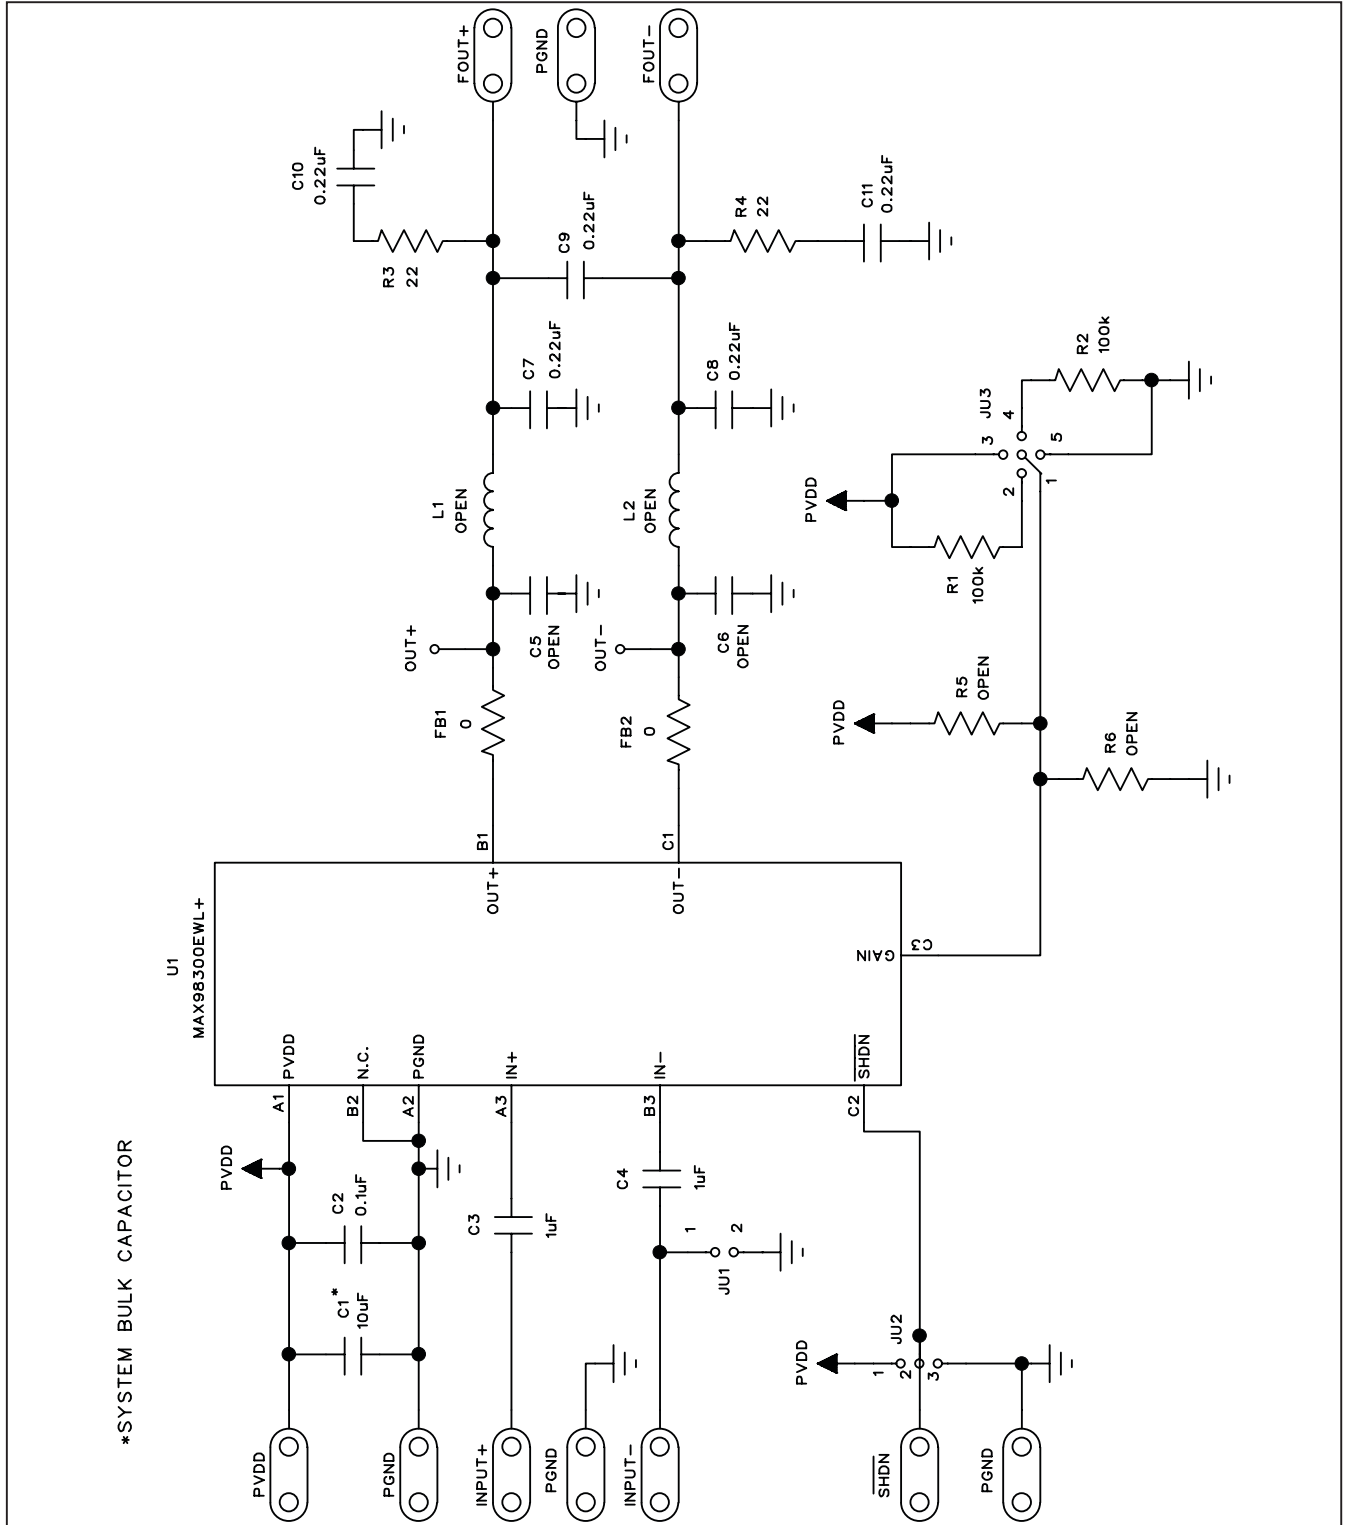 *SYSTEM BULK CAPACITOR
PVDD
PGND
INPUT+
PGND
INPUT-
SHDN
PGND
C1*
10uF
C2
0.1uF
PVDD
C3
1uF
C4
1uF
JU1
1
2
PVDD
JU2
1
2
3
A1
B2
A2
A3
B3
C2
U1
MAX98300EWL+
PVDD
N.C.
PGND
IN+
IN-
SHDN
OUT+
OUT-
GAIN
B1
C1
C3
FB1
0
FB2
0
OUT+
OUT-
C5
OPEN
C6
OPEN
L1
OPEN
L2
OPEN
C7
0.22uF
C8
0.22uF
C9
0.22uF
R3
22
C10
0.22uF
R4
22
C11
0.22uF
FOUT+
PGND
FOUT-
PVDD
R5
OPEN
R6
OPEN
PVDD
R1
100k
JU3
3
4
2
1
5
R2
100k